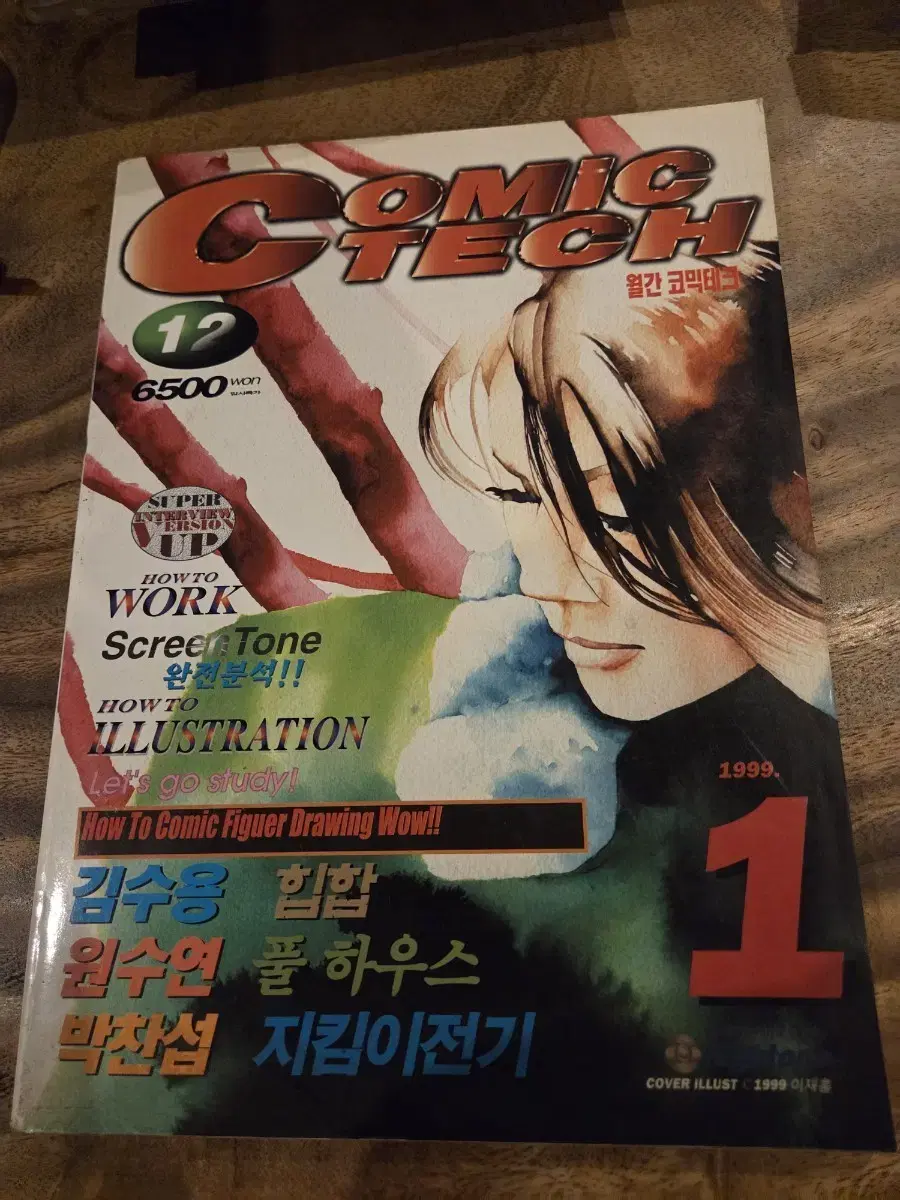 COMIC
TECH
월간 코믹테크
12
6500 won
SUPER
INTERVIEW
VERSION
UP
HOW TO
WORK
ScreenTone
완전분석!!
HOW TO
ILLUSTRATION
Let's go study!
How To Comic Figuer Drawing Wow!!
김수용 힙합
원수연 풀 하우스
박찬섭 지킴이전기
1999.
1
COVER ILLUST © 1999